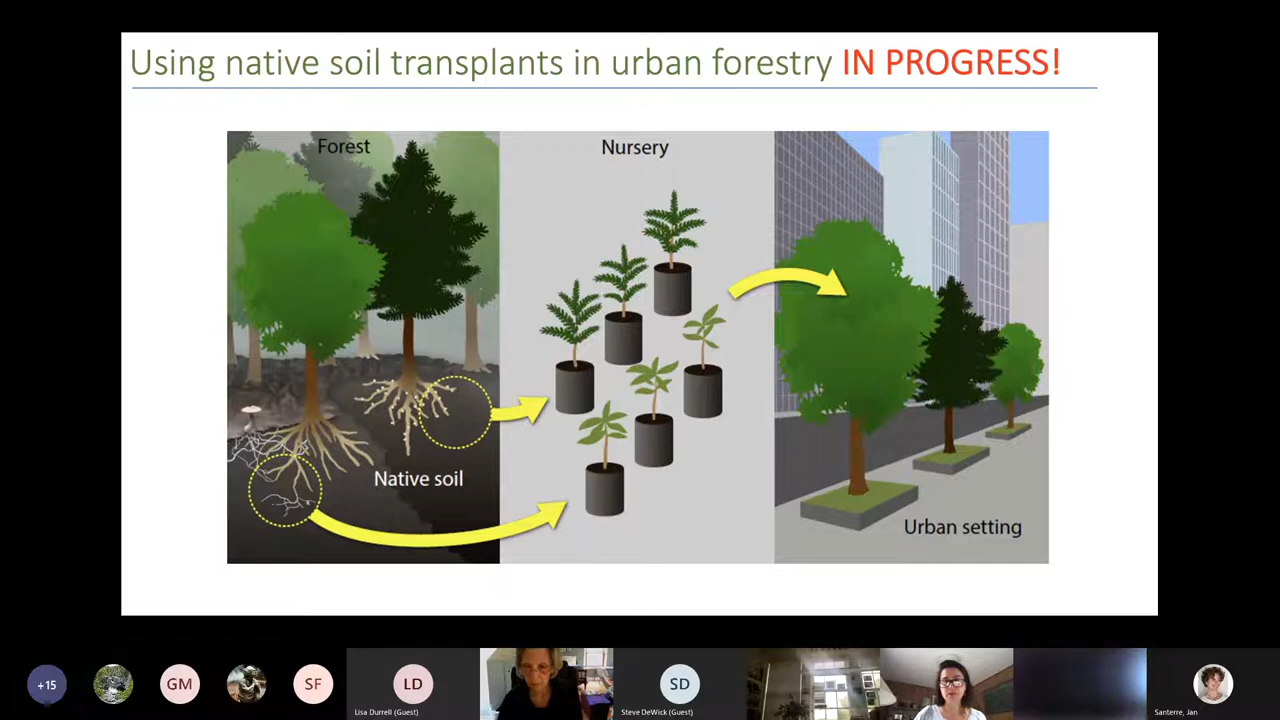 Using native soil transplants in urban forestry IN PROGRESS!
Forest
Nursery
Native soil
Urban setting
+15
GM
SF
LD
Lisa Durrell (Guest)
SD
Steve DeWick (Guest)
Santerre, Jan